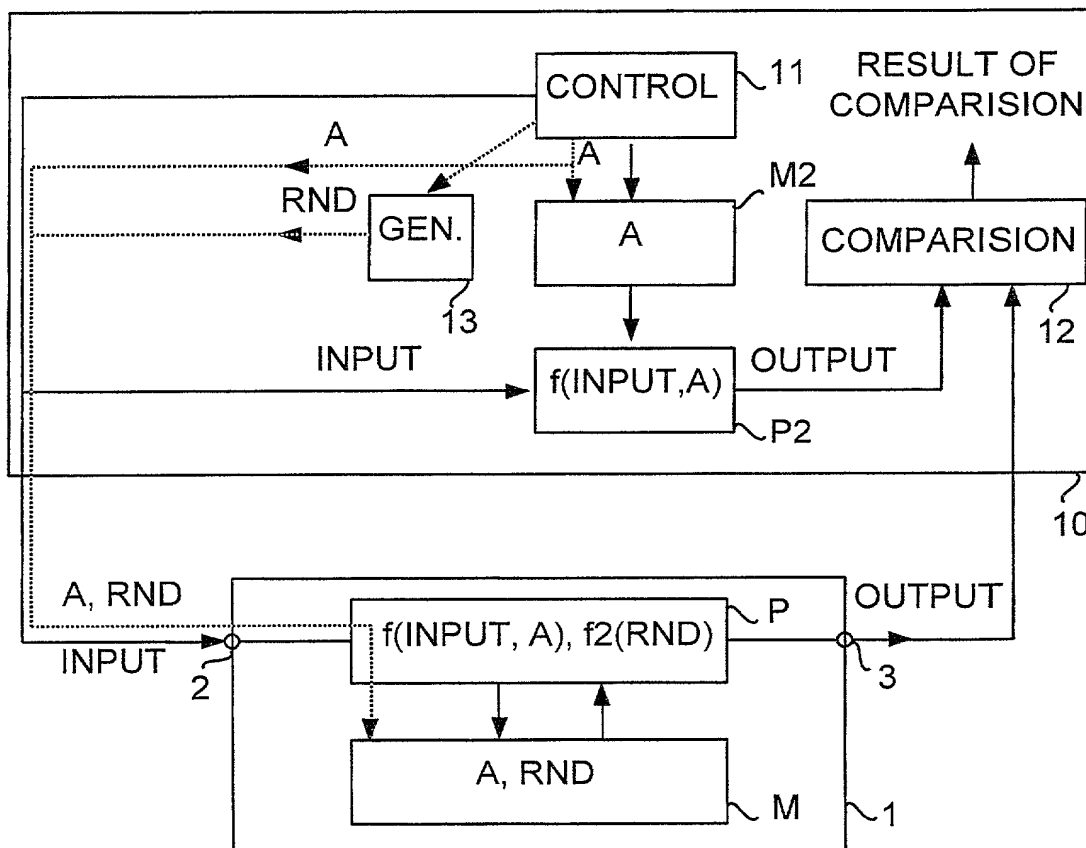 CONTROL
11
RESULT OF
COMPARISION
A
A
M2
RND
GEN.
A
COMPARISION
13
12
INPUT
f(INPUT,A)
OUTPUT
P2
10
A, RND
INPUT
2
f(INPUT, A), f2(RND)
P
OUTPUT
3
A, RND
M
1